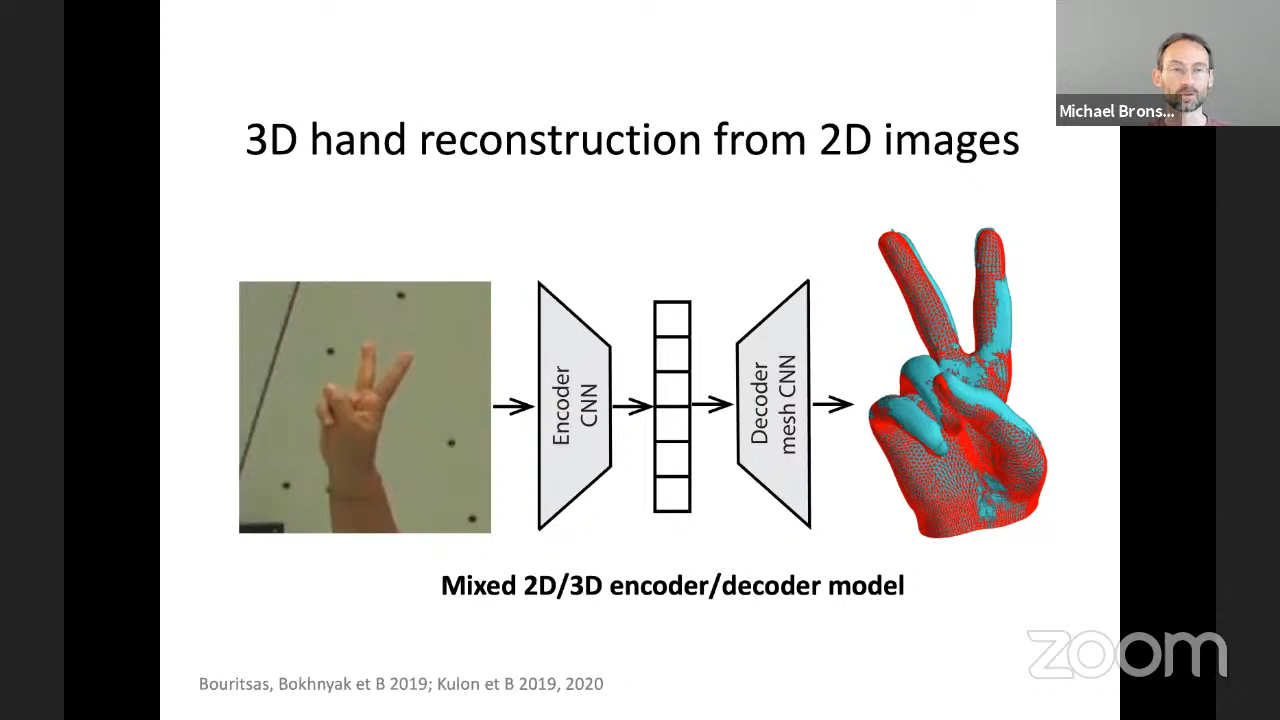 Michael Brons...
3D hand reconstruction from 2D images
Encoder
CNN
Decoder
mesh CNN
Mixed 2D/3D encoder/decoder model
zoom
Bouritsas, Bokhnyak et B 2019; Kulon et B 2019, 2020